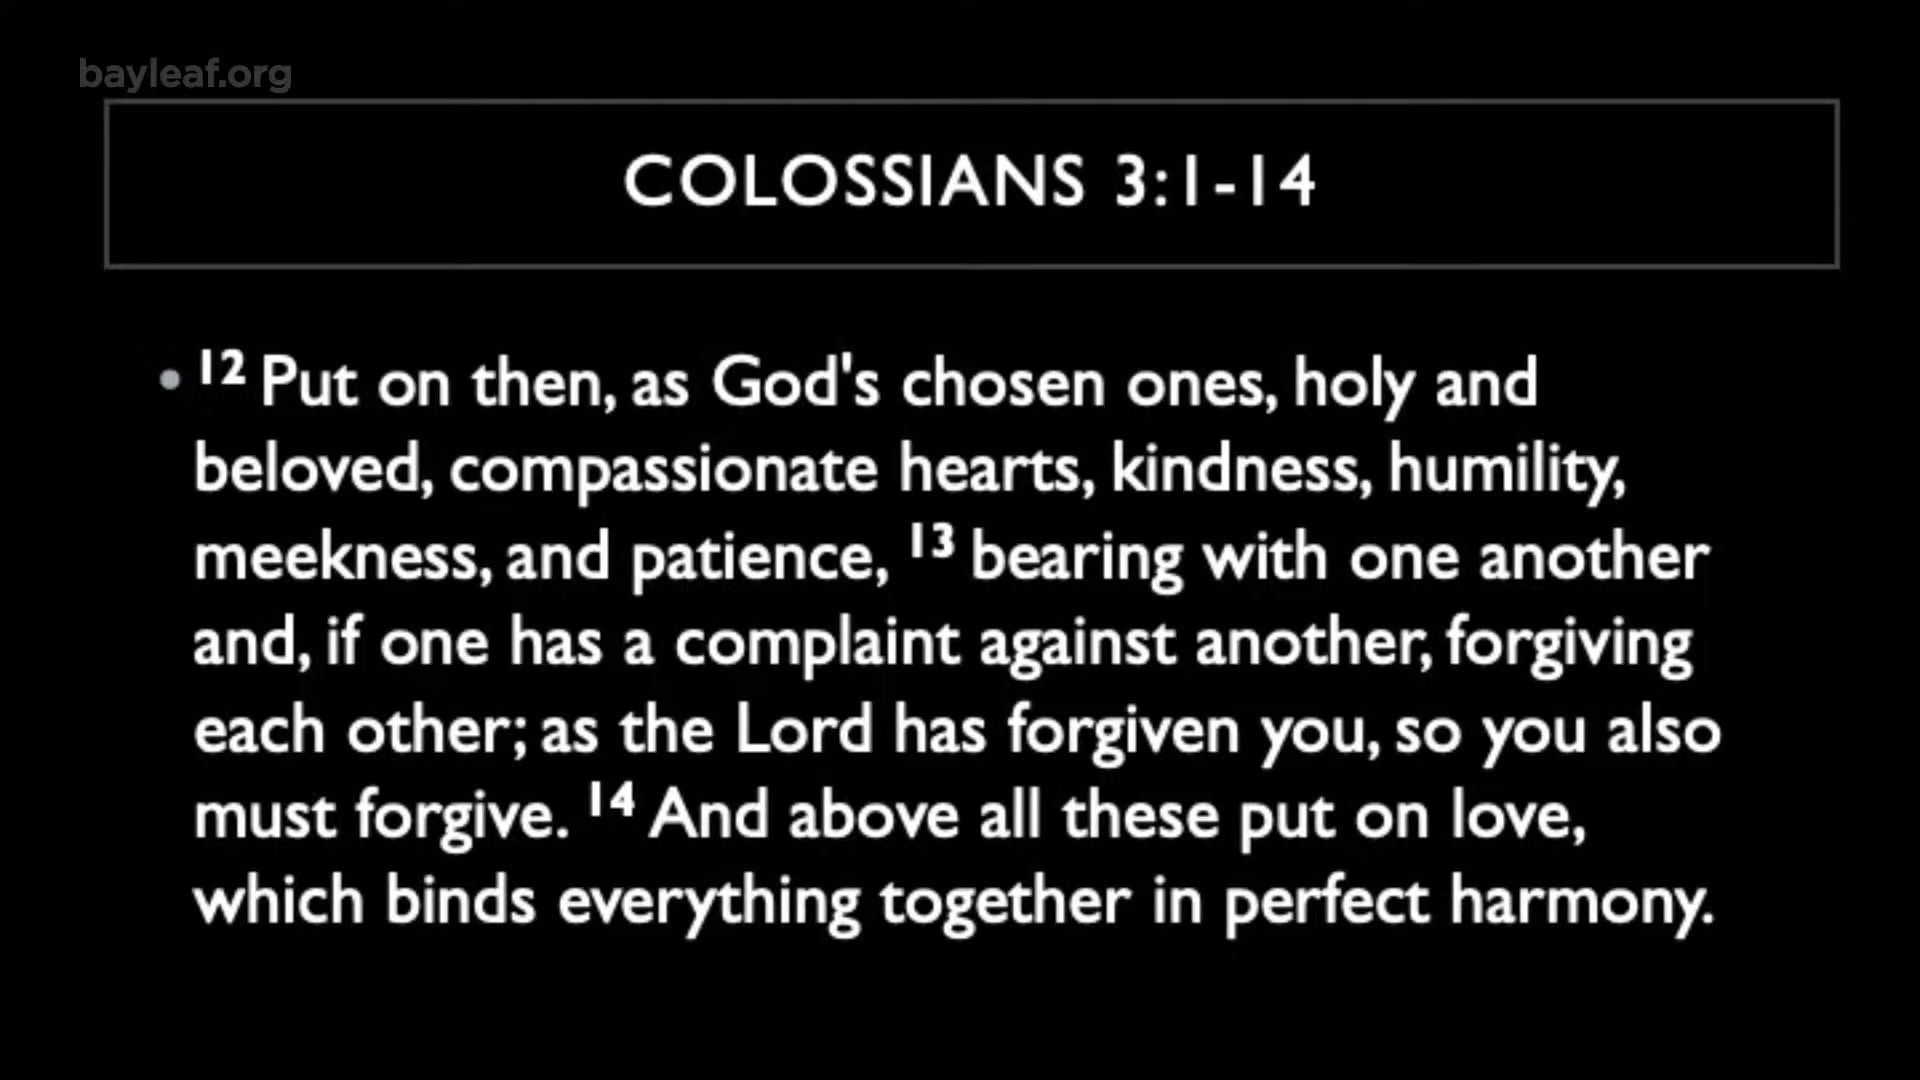 bayleaf.org
COLOSSIANS 3:1-14
• 12 Put on then, as God's chosen ones, holy and
beloved, compassionate hearts, kindness, humility,
meekness, and patience, 13 bearing with one another
and, if one has a complaint against another, forgiving
each other; as the Lord has forgiven you, so you also
must forgive. 14 And above all these put on love,
which binds everything together in perfect harmony.